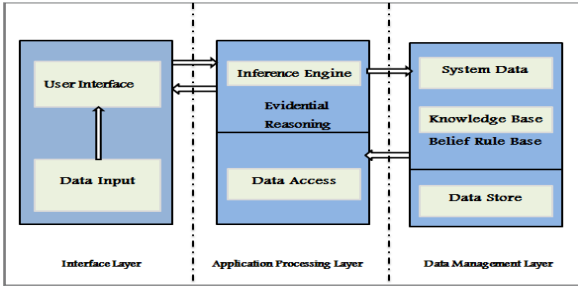 User Interface
Data Input
Interface Layer
Inference Engine
Evidential
Reasoning
Data Access
Application Processing Layer
System Data
Knowledge Base
Belief Rule Base
Data Store
Data Management Layer